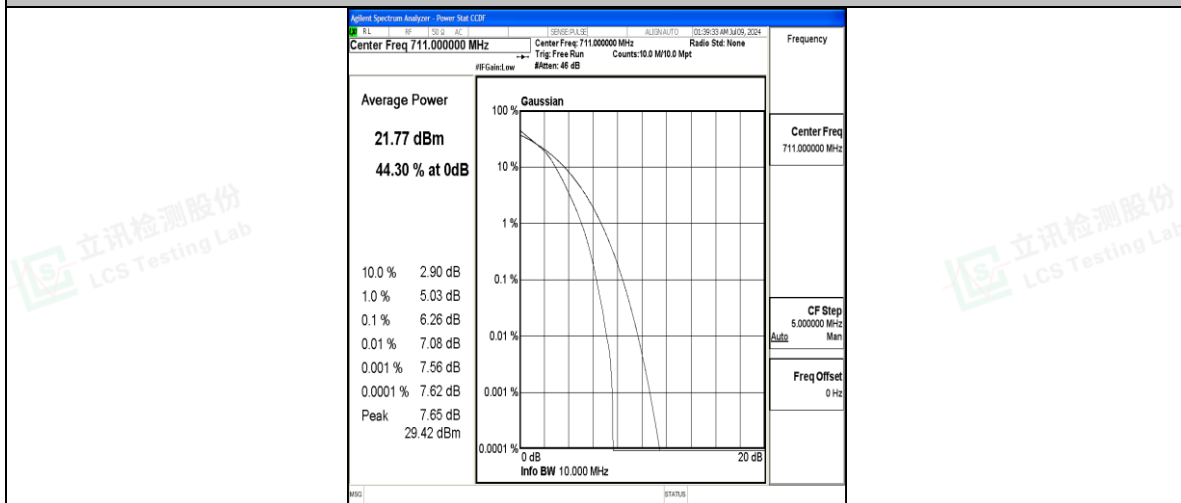 Agilent Spectrum Analyzer - Power Stat CCDF
RL RF 50 Ω AC SENSE:PULSE ALIGN AUTO 01:39:33 AM Jul 09, 2024
Center Freq 711.000000 MHz
Center Freq: 711.000000 MHz Radio Std: None
Trig: Free Run Counts:10.0 M/10.0 Mpt
#IFGain:Low #Atten: 46 dB
Frequency
Average Power
21.77 dBm
44.30 % at 0dB
10.0 % 2.90 dB
1.0 % 5.03 dB
0.1 % 6.26 dB
0.01 % 7.08 dB
0.001 % 7.56 dB
0.0001 % 7.62 dB
Peak 7.65 dB
29.42 dBm
Gaussian
100 %
10 %
1 %
0.1 %
0.01 %
0.001 %
0.0001 %
0 dB 20 dB
Info BW 10.000 MHz
Center Freq
711.000000 MHz
CF Step
5.000000 MHz
Auto Man
Freq Offset
0 Hz
MSG STATUS
立讯检测股份
LCS Testing Lab
立讯检测股份
LCS Testing Lab